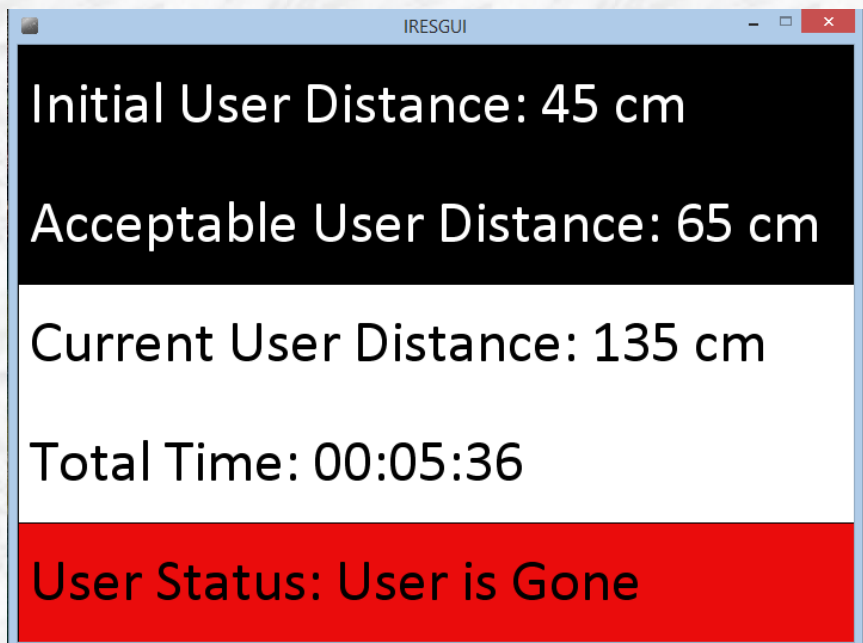 IRESGUI
Initial User Distance: 45 cm
Acceptable User Distance: 65 cm
Current User Distance: 135 cm
Total Time: 00:05:36
User Status: User is Gone